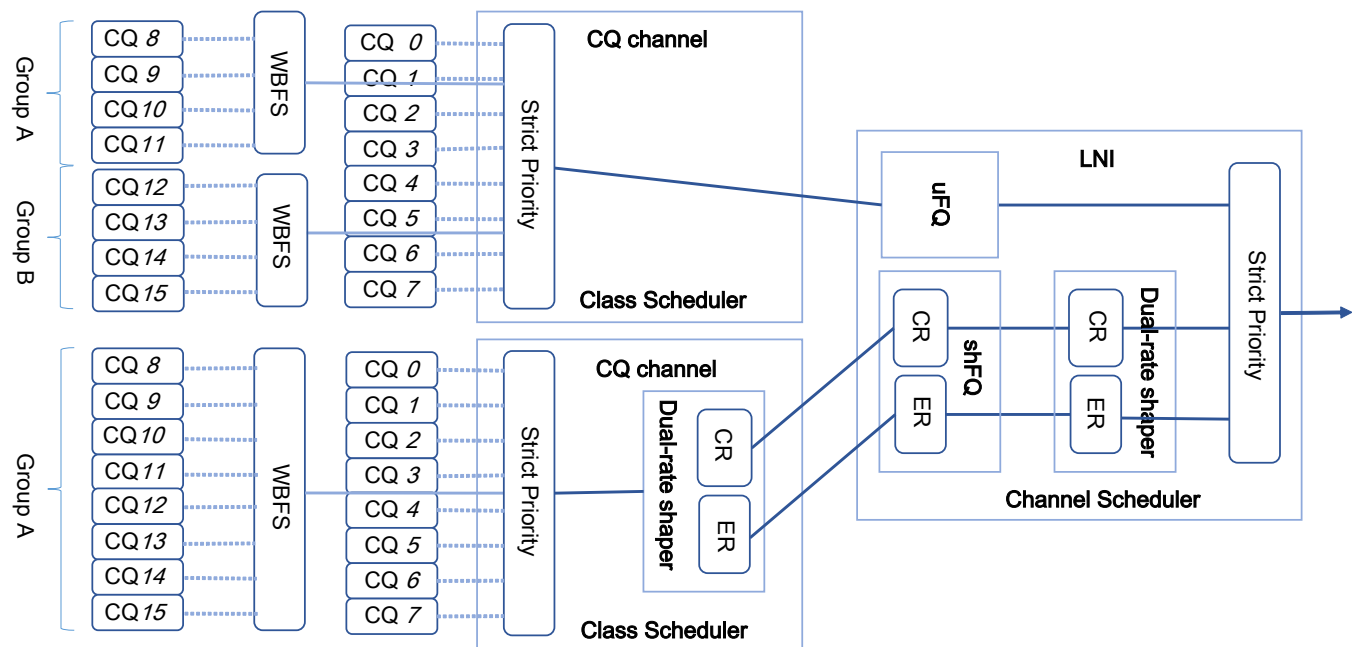 Group A
CQ 8
CQ 9
CQ 10
CQ 11
WBFS
Group B
CQ 12
CQ 13
CQ 14
CQ 15
WBFS
CQ 0
CQ 1
CQ 2
CQ 3
CQ 4
CQ 5
CQ 6
CQ 7
CQ channel
Strict Priority
Class Scheduler
Group A
CQ 8
CQ 9
CQ 10
CQ 11
CQ 12
CQ 13
CQ 14
CQ 15
WBFS
CQ 0
CQ 1
CQ 2
CQ 3
CQ 4
CQ 5
CQ 6
CQ 7
CQ channel
Strict Priority
Dual-rate shaper
CR
ER
Class Scheduler
LNI
uFQ
CR
ER
shFQ
CR
ER
Dual-rate shaper
Strict Priority
Channel Scheduler